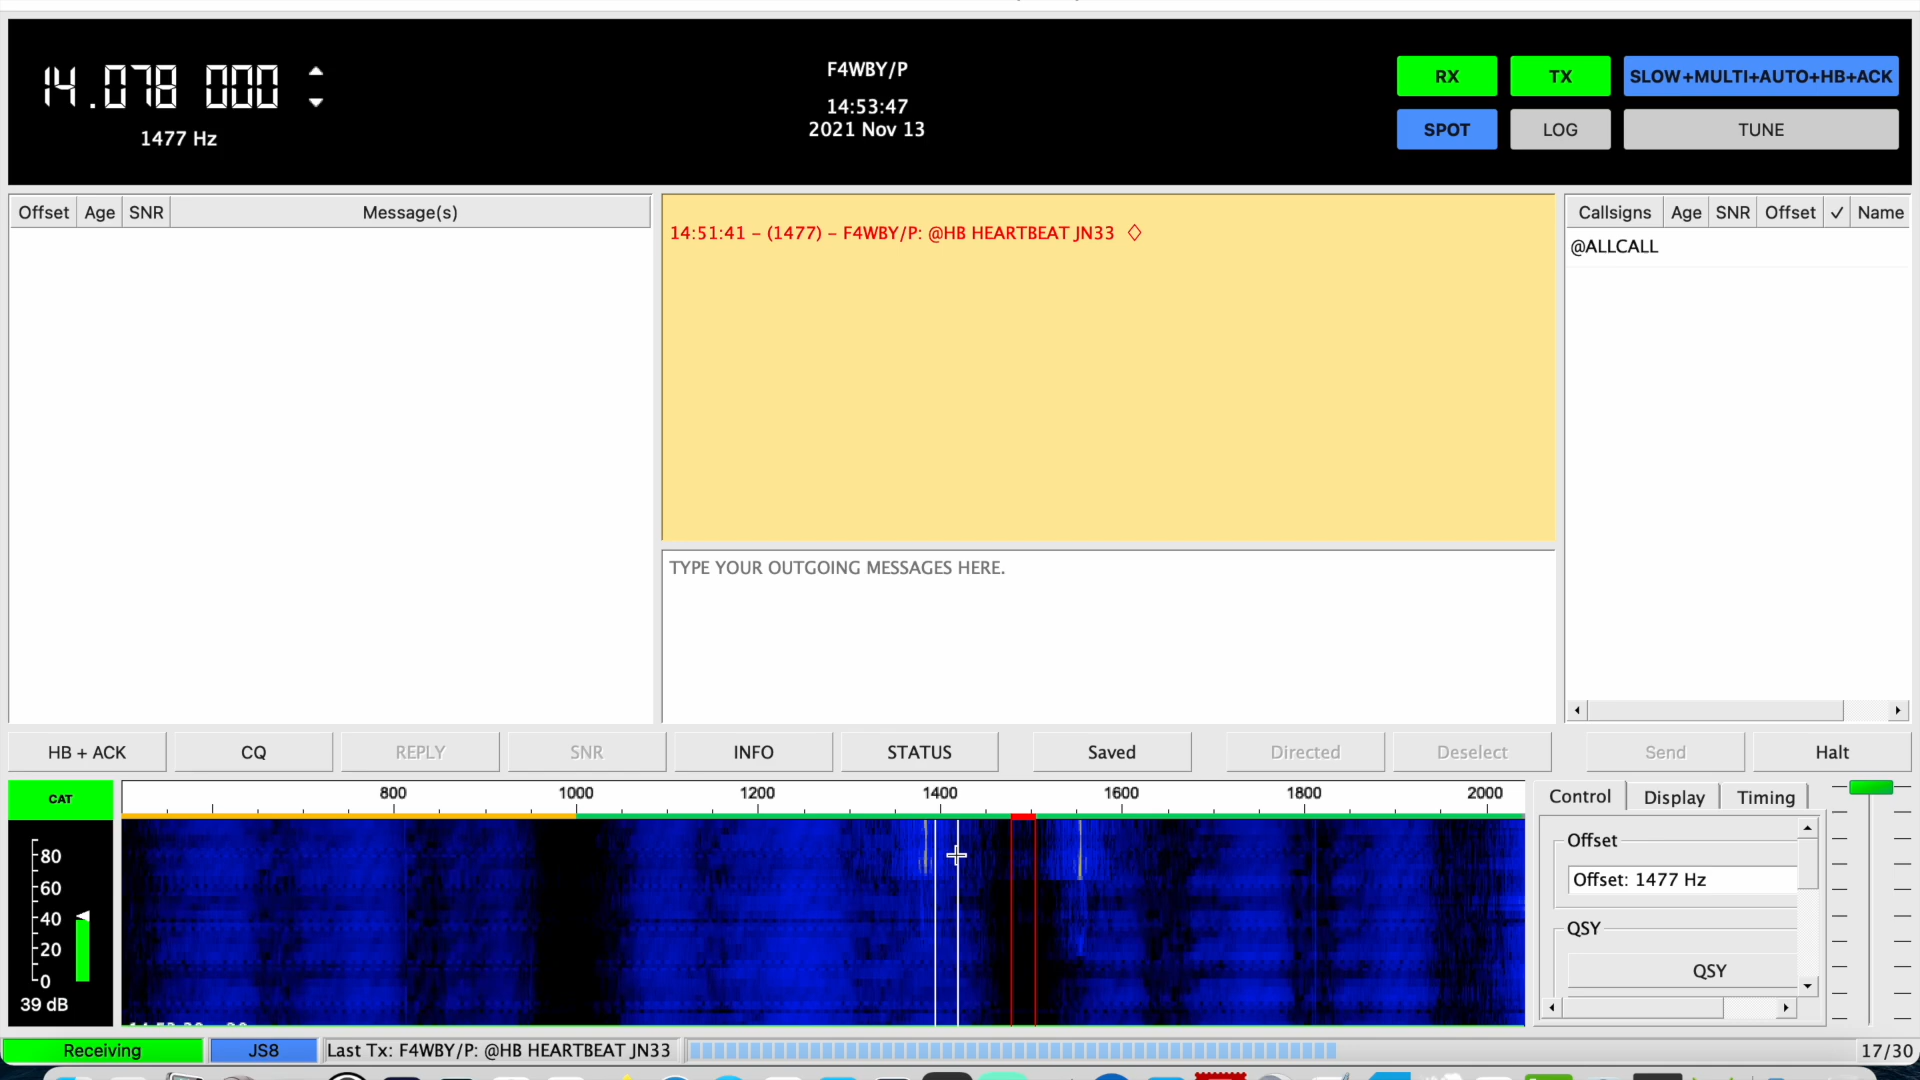 14.078 000
1477 Hz
F4WBY/P
14:53:47
2021 Nov 13
RX
TX
SLOW+MULTI+AUTO+HB+ACK
SPOT
LOG
TUNE
Offset Age SNR Message(s)
14:51:41 – (1477) – F4WBY/P: @HB HEARTBEAT JN33 ♢
TYPE YOUR OUTGOING MESSAGES HERE.
Callsigns Age SNR Offset ✓ Name
@ALLCALL
HB + ACK
CQ
REPLY
SNR
INFO
STATUS
Saved
Directed
Deselect
Send
Halt
CAT
80
60
40
20
0
39 dB
800 1000 1200 1400 1600 1800 2000
Control
Display
Timing
Offset
Offset: 1477 Hz
QSY
QSY
Receiving
JS8
Last Tx: F4WBY/P: @HB HEARTBEAT JN33
17/30